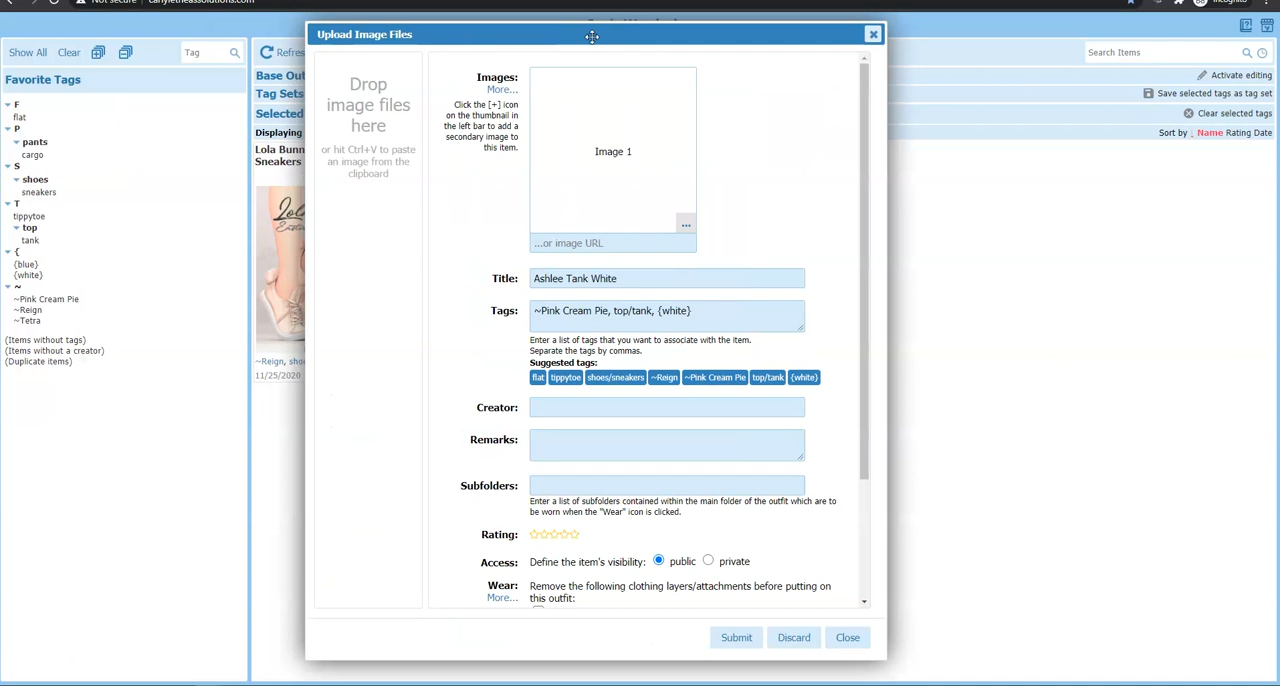 Not secure
Incognito
Show All
Clear
Tag
Favorite Tags
F
flat
P
pants
cargo
S
shoes
sneakers
T
tippytoe
top
tank
{
{blue}
{white}
~
~Pink Cream Pie
~Reign
~Tetra
(Items without tags)
(Items without a creator)
(Duplicate items)
Refres
Base Out
Tag Sets
Selected
Displaying
Lola Bunn
Sneakers
~Reign, sho
11/25/2020
Upload Image Files
Drop
image files
here
or hit Ctrl+V to paste
an image from the
clipboard
Images:
More...
Click the [+] icon
on the thumbnail in
the left bar to add a
secondary image to
this item.
Image 1
...
...or image URL
Title: Ashlee Tank White
Tags: ~Pink Cream Pie, top/tank, {white}
Enter a list of tags that you want to associate with the item.
Separate the tags by commas.
Suggested tags:
flat tippytoe shoes/sneakers ~Reign ~Pink Cream Pie top/tank {white}
Creator:
Remarks:
Subfolders:
Enter a list of subfolders contained within the main folder of the outfit which are to
be worn when the "Wear" icon is clicked.
Rating:
Access: Define the item's visibility: public private
Wear: Remove the following clothing layers/attachments before putting on
More... this outfit:
Submit Discard Close
Search Items
Activate editing
Save selected tags as tag set
Clear selected tags
Sort by ↓ Name Rating Date